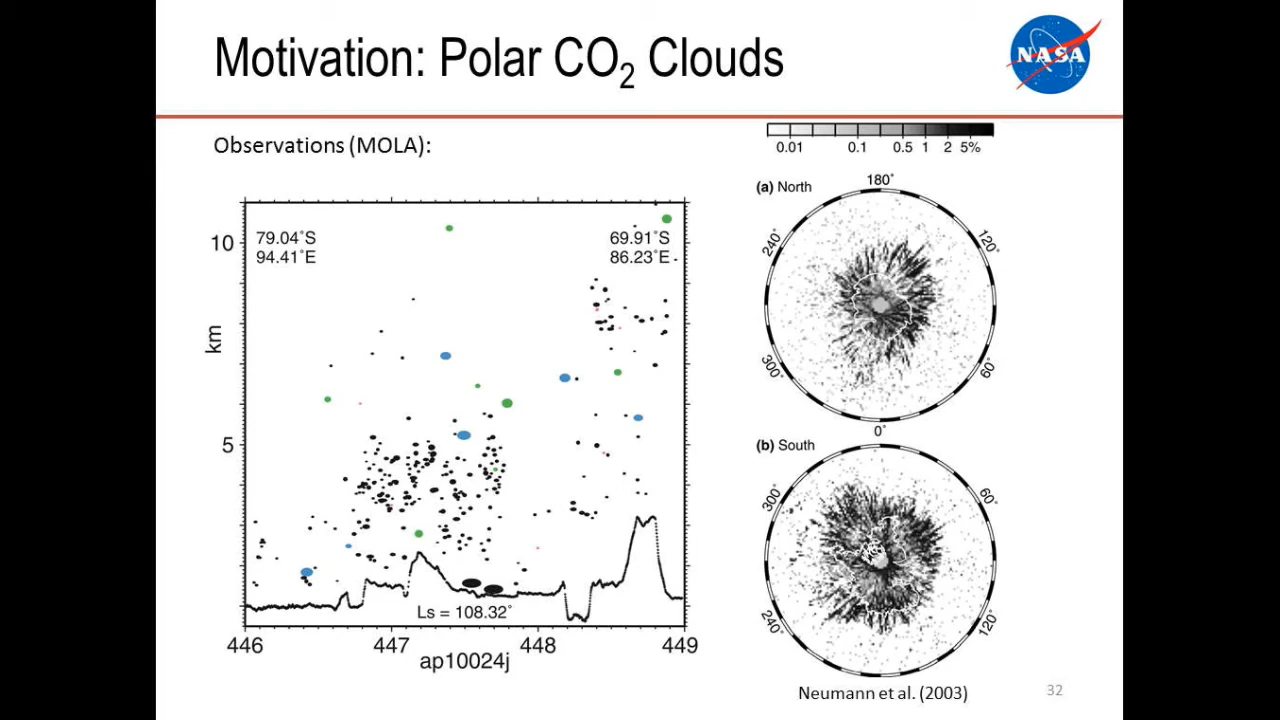 Motivation: Polar CO₂ Clouds
NASA
Observations (MOLA):
0.01 0.1 0.5 1 2 5%
(a) North
180°
240°
120°
300°
60°
0°
10
5
km
79.04°S
94.41°E
69.91°S
86.23°E
Ls = 108.32°
446 447 448 449
ap10024j
(b) South
300°
60°
240°
120°
Neumann et al. (2003)
32